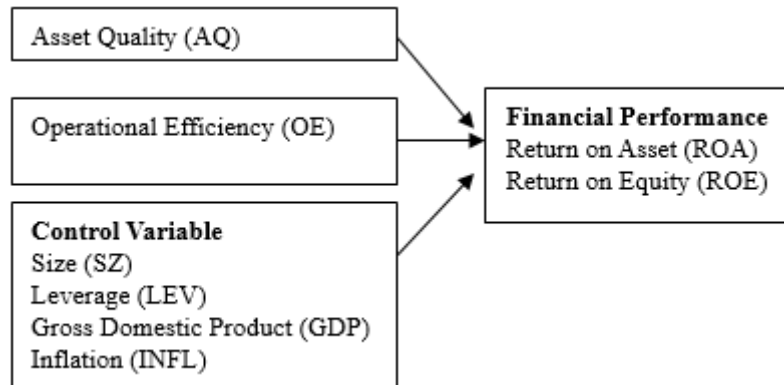 Asset Quality (AQ)
Operational Efficiency (OE)
Control Variable
Size (SZ)
Leverage (LEV)
Gross Domestic Product (GDP)
Inflation (INFL)
Financial Performance
Return on Asset (ROA)
Return on Equity (ROE)